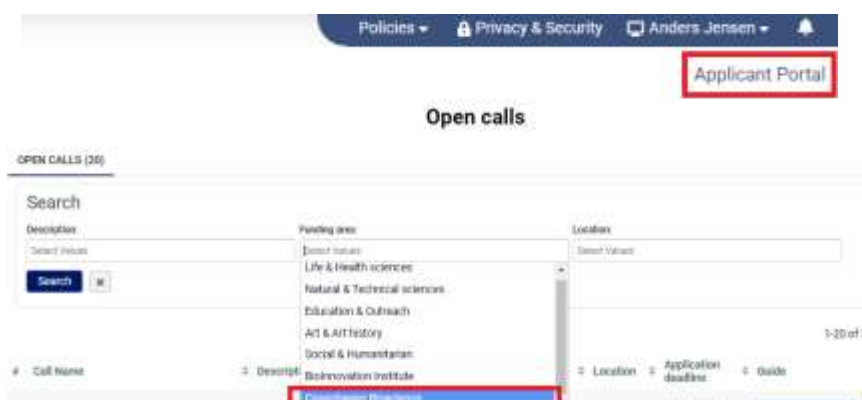 Policies Privacy & Security Anders Jensen
Applicant Portal
Open calls
OPEN CALLS (20)
Search
Description Funding area Location
Select Values Select Values Select Values
Search
Life & Health sciences
Natural & Technical sciences
Education & Outreach
Art & Art history
Social & Humanitarian
BioInnovation Institute
1-20 of
# Call Name Descript Location Application deadline Guide